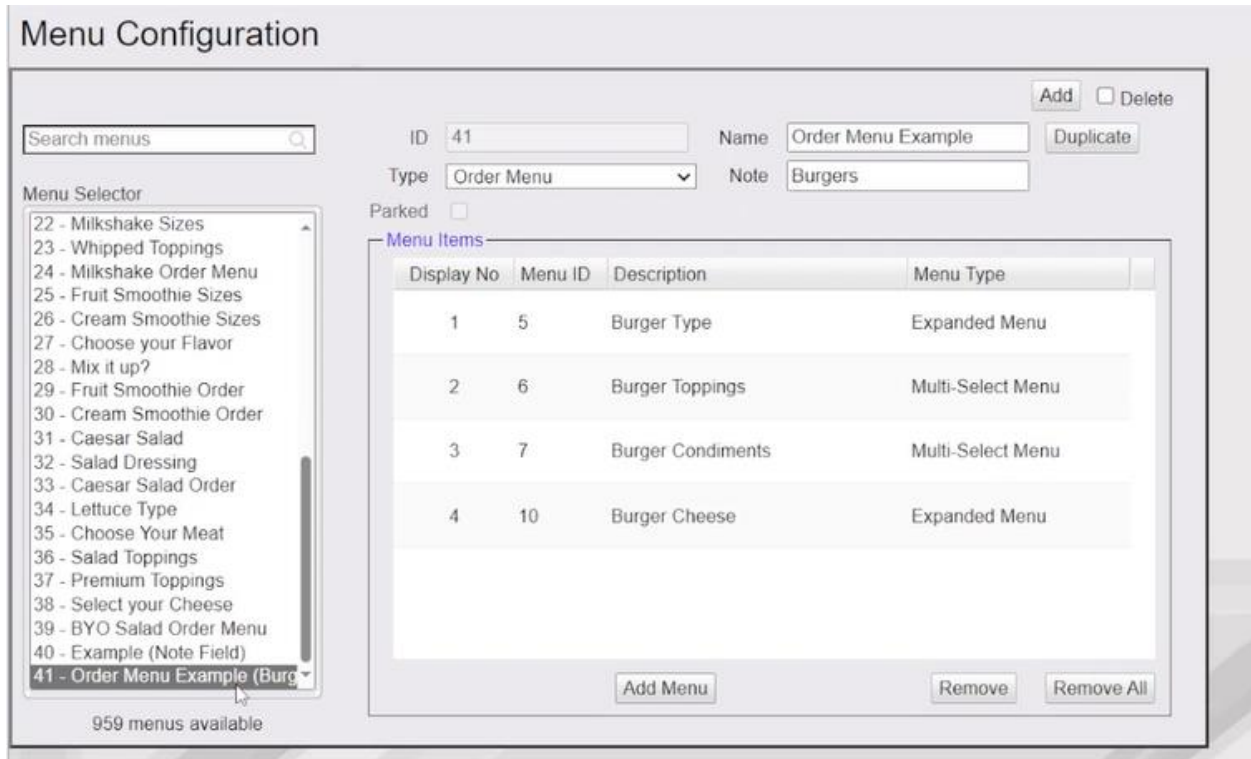 Menu Configuration
Add Delete
Search menus
ID 41 Name Order Menu Example Duplicate
Type Order Menu Note Burgers
Menu Selector
Parked
22 - Milkshake Sizes
23 - Whipped Toppings
24 - Milkshake Order Menu
25 - Fruit Smoothie Sizes
26 - Cream Smoothie Sizes
27 - Choose your Flavor
28 - Mix it up?
29 - Fruit Smoothie Order
30 - Cream Smoothie Order
31 - Caesar Salad
32 - Salad Dressing
33 - Caesar Salad Order
34 - Lettuce Type
35 - Choose Your Meat
36 - Salad Toppings
37 - Premium Toppings
38 - Select your Cheese
39 - BYO Salad Order Menu
40 - Example (Note Field)
41 - Order Menu Example (Burg
959 menus available
Menu Items
Display No Menu ID Description Menu Type
1 5 Burger Type Expanded Menu
2 6 Burger Toppings Multi-Select Menu
3 7 Burger Condiments Multi-Select Menu
4 10 Burger Cheese Expanded Menu
Add Menu Remove Remove All